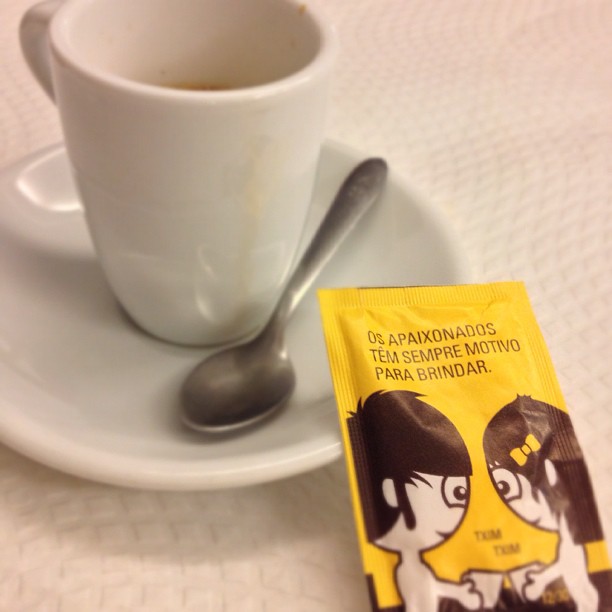 OS APAIXONADOS
TÊM SEMPRE MOTIVO
PARA BRINDAR.
TXIM
TXIM